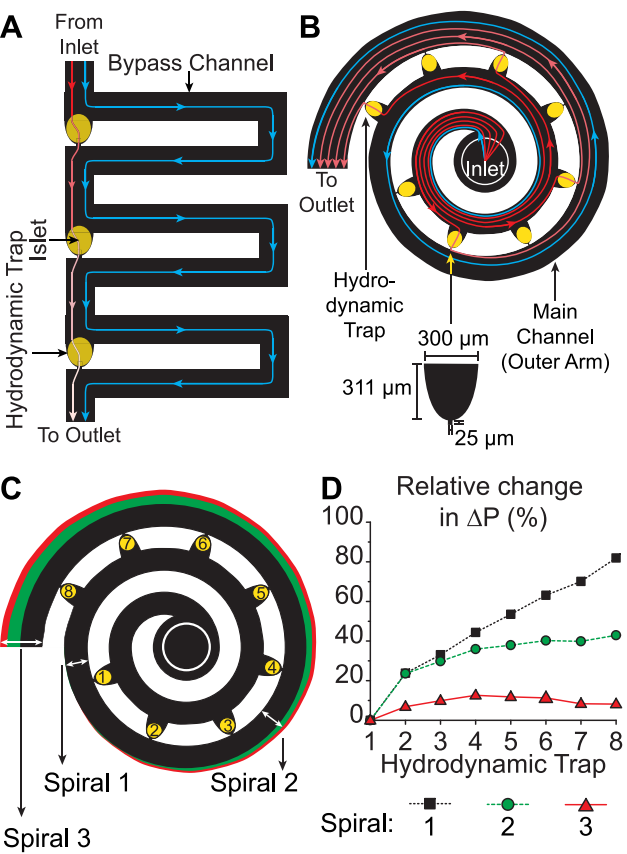 A
From
Inlet
Bypass Channel
Hydrodynamic Trap
Islet
To Outlet
B
Inlet
To
Outlet
Hydro-
dynamic
Trap
Main
Channel
(Outer Arm)
300 µm
311 µm
25 µm
C
1
2
3
4
5
6
7
8
Spiral 1
Spiral 2
Spiral 3
D
Relative change
in ΔP (%)
100
80
60
40
20
0
1 2 3 4 5 6 7 8
Hydrodynamic Trap
Spiral: 1 2 3